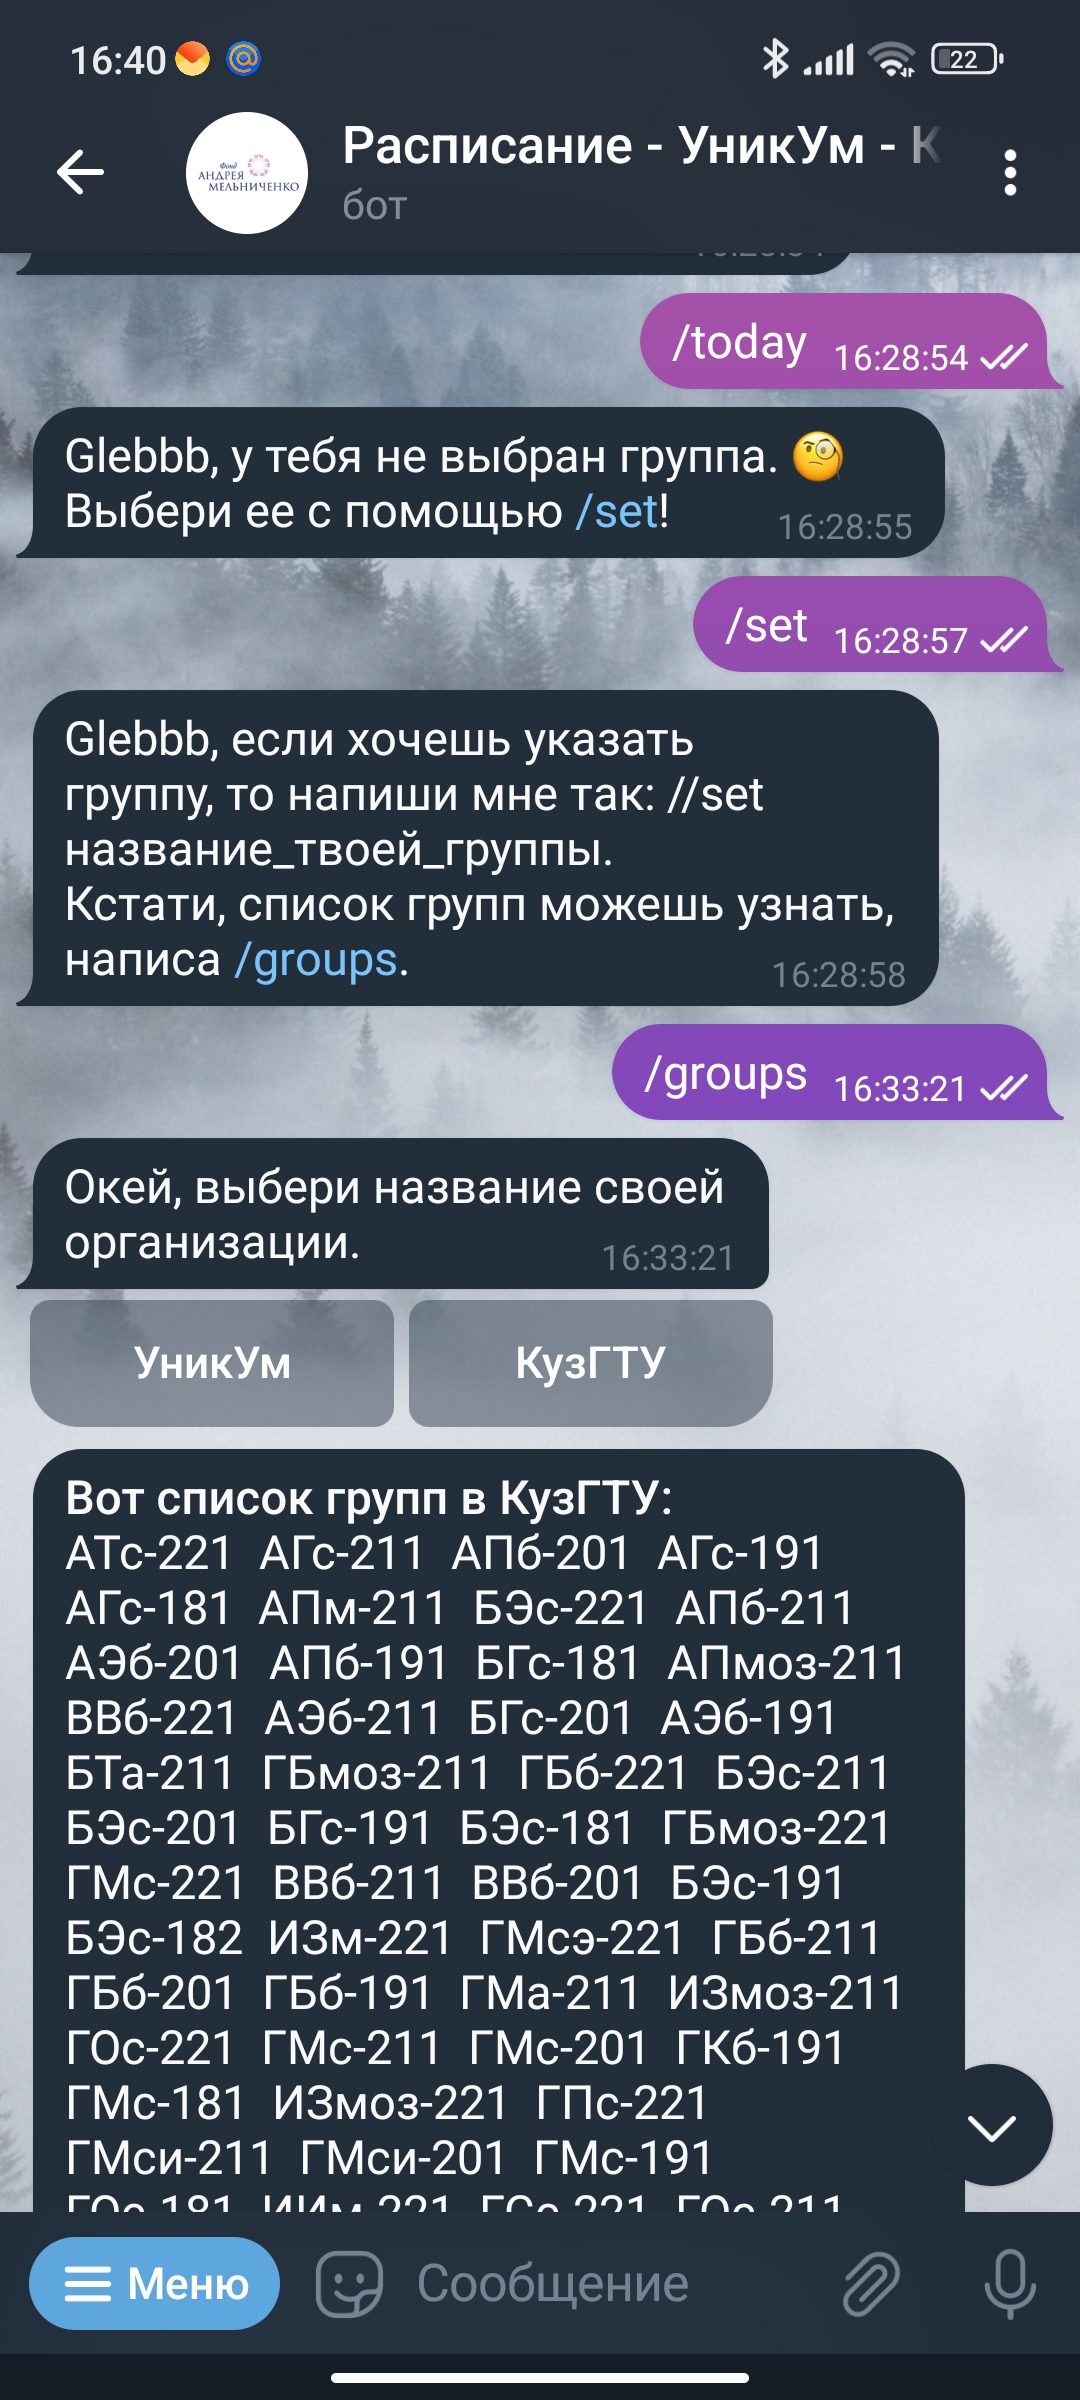 16:40
22
Фонд
АНДРЕЯ
МЕЛЬНИЧЕНКО
Расписание - УникУм - К
бот
/today 16:28:54
Glebbb, у тебя не выбран группа.
Выбери ее с помощью /set!
16:28:55
/set 16:28:57
Glebbb, если хочешь указать
группу, то напиши мне так: //set
название_твоей_группы.
Кстати, список групп можешь узнать,
написа /groups.
16:28:58
/groups 16:33:21
Окей, выбери название своей
организации.
16:33:21
УникУм КузГТУ
Вот список групп в КузГТУ:
АТс-221 АГс-211 АПб-201 АГс-191
АГс-181 АПм-211 БЭс-221 АПб-211
АЭб-201 АПб-191 БГс-181 АПмоз-211
ВВб-221 АЭб-211 БГс-201 АЭб-191
БТа-211 ГБмоз-211 ГБб-221 БЭс-211
БЭс-201 БГс-191 БЭс-181 ГБмоз-221
ГМс-221 ВВб-211 ВВб-201 БЭс-191
БЭс-182 ИЗм-221 ГМсэ-221 ГБб-211
ГБб-201 ГБб-191 ГМа-211 ИЗмоз-211
ГОс-221 ГМс-211 ГМс-201 ГКб-191
ГМс-181 ИЗмоз-221 ГПс-221
ГМси-211 ГМси-201 ГМс-191
ГОс-181 ИИм-221 ГСс-221 ГОс-211
Меню
Сообщение